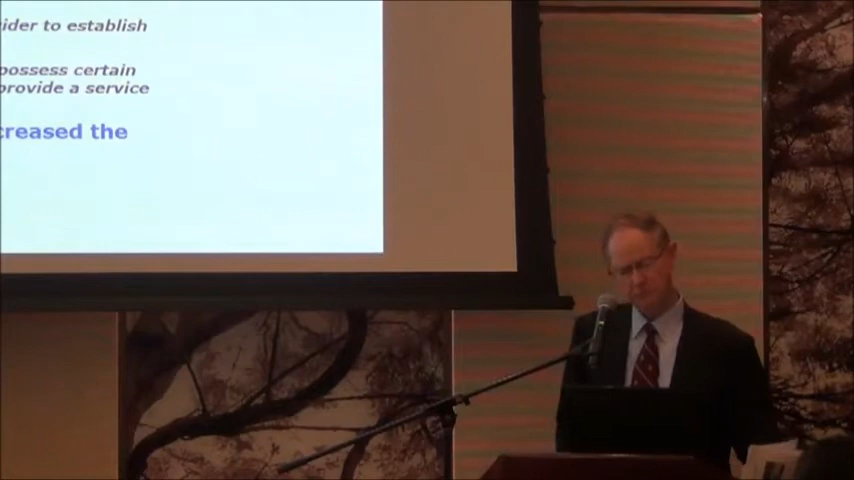 ider to establish
possess certain
provide a service
creased the